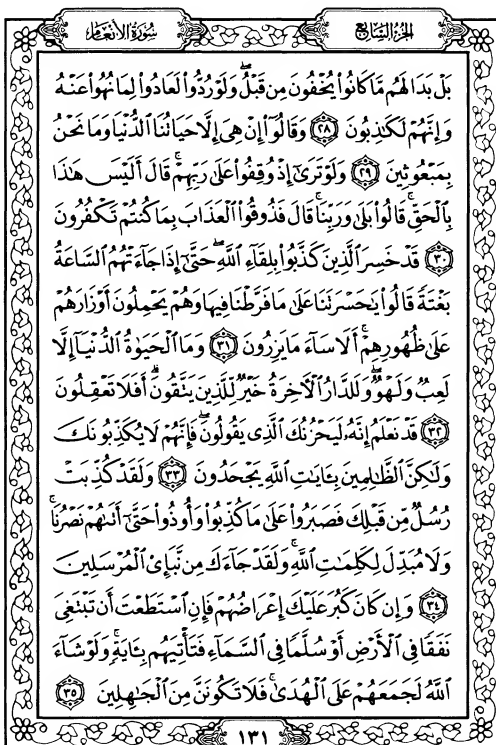 الجزء السابع
سورة الأنعام
بَلْ بَدَا لَهُم مَّا كَانُوا۟ يُخْفُونَ مِن قَبْلُ ۖ وَلَوْ رُدُّوا۟ لَعَادُوا۟ لِمَا نُهُوا۟ عَنْهُ
وَإِنَّهُمْ لَكَـٰذِبُونَ ٢٨ وَقَالُوٓا۟ إِنْ هِىَ إِلَّا حَيَاتُنَا ٱلدُّنْيَا وَمَا نَحْنُ
بِمَبْعُوثِينَ ٢٩ وَلَوْ تَرَىٰٓ إِذْ وُقِفُوا۟ عَلَىٰ رَبِّهِمْ ۚ قَالَ أَلَيْسَ هَـٰذَا
بِٱلْحَقِّ ۚ قَالُوا۟ بَلَىٰ وَرَبِّنَا ۚ قَالَ فَذُوقُوا۟ ٱلْعَذَابَ بِمَا كُنتُمْ تَكْفُرُونَ
٣٠ قَدْ خَسِرَ ٱلَّذِينَ كَذَّبُوا۟ بِلِقَآءِ ٱللَّهِ ۖ حَتَّىٰٓ إِذَا جَآءَتْهُمُ ٱلسَّاعَةُ
بَغْتَةً قَالُوا۟ يَـٰحَسْرَتَنَا عَلَىٰ مَا فَرَّطْنَا فِيهَا وَهُمْ يَحْمِلُونَ أَوْزَارَهُمْ
عَلَىٰ ظُهُورِهِمْ ۚ أَلَا سَآءَ مَا يَزِرُونَ ٣١ وَمَا ٱلْحَيَوٰةُ ٱلدُّنْيَآ إِلَّا
لَعِبٌ وَلَهْوٌ ۖ وَلَلدَّارُ ٱلْـَٔاخِرَةُ خَيْرٌ لِّلَّذِينَ يَتَّقُونَ ۗ أَفَلَا تَعْقِلُونَ
٣٢ قَدْ نَعْلَمُ إِنَّهُۥ لَيَحْزُنُكَ ٱلَّذِى يَقُولُونَ ۖ فَإِنَّهُمْ لَا يُكَذِّبُونَكَ
وَلَـٰكِنَّ ٱلظَّـٰلِمِينَ بِـَٔايَـٰتِ ٱللَّهِ يَجْحَدُونَ ٣٣ وَلَقَدْ كُذِّبَتْ
رُسُلٌ مِّن قَبْلِكَ فَصَبَرُوا۟ عَلَىٰ مَا كُذِّبُوا۟ وَأُوذُوا۟ حَتَّىٰٓ أَتَىٰهُمْ نَصْرُنَا ۚ
وَلَا مُبَدِّلَ لِكَلِمَـٰتِ ٱللَّهِ ۚ وَلَقَدْ جَآءَكَ مِن نَّبَإِى۟ ٱلْمُرْسَلِينَ
٣٤ وَإِن كَانَ كَبُرَ عَلَيْكَ إِعْرَاضُهُمْ فَإِنِ ٱسْتَطَعْتَ أَن تَبْتَغِىَ
نَفَقًا فِى ٱلْأَرْضِ أَوْ سُلَّمًا فِى ٱلسَّمَآءِ فَتَأْتِيَهُم بِـَٔايَةٍ ۚ وَلَوْ شَآءَ
ٱللَّهُ لَجَمَعَهُمْ عَلَى ٱلْهُدَىٰ ۚ فَلَا تَكُونَنَّ مِنَ ٱلْجَـٰهِلِينَ ٣٥
١٣١